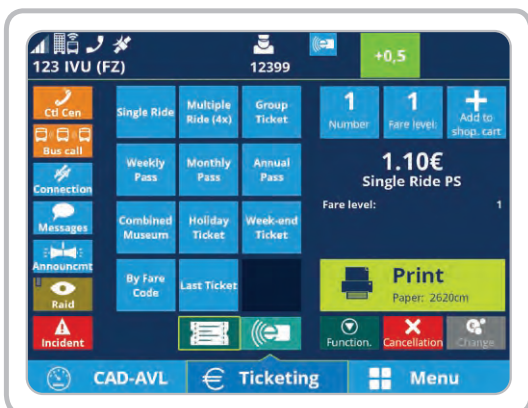 123 IVU (FZ)
12399
+0,5
Ctl Cen
Bus call
Connection
Messages
Announcmt
Raid
Incident
Single Ride
Multiple
Ride (4x)
Group
Ticket
Weekly
Pass
Monthly
Pass
Annual
Pass
Combined
Museum
Holiday
Ticket
Week-end
Ticket
By Fare
Code
Last Ticket
1
Number
1
Fare level:
Add to
shop. cart
1.10€
Single Ride PS
Fare level: 1
Print
Paper: 2620cm
Function.
Cancellation
Change
CAD-AVL
€ Ticketing
Menu